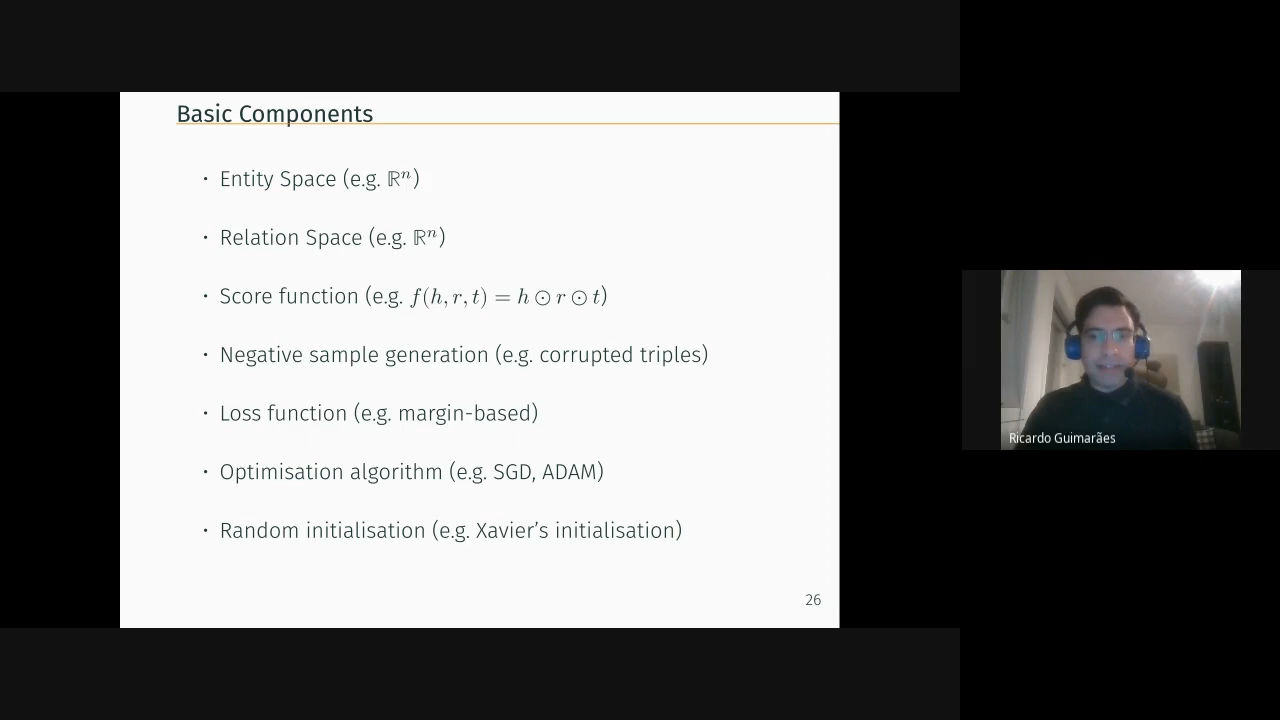 Basic Components
· Entity Space (e.g. ℝⁿ)
· Relation Space (e.g. ℝⁿ)
· Score function (e.g. f(h, r, t) = h ⊙ r ⊙ t)
· Negative sample generation (e.g. corrupted triples)
· Loss function (e.g. margin-based)
· Optimisation algorithm (e.g. SGD, ADAM)
· Random initialisation (e.g. Xavier’s initialisation)
26
Ricardo Guimarães